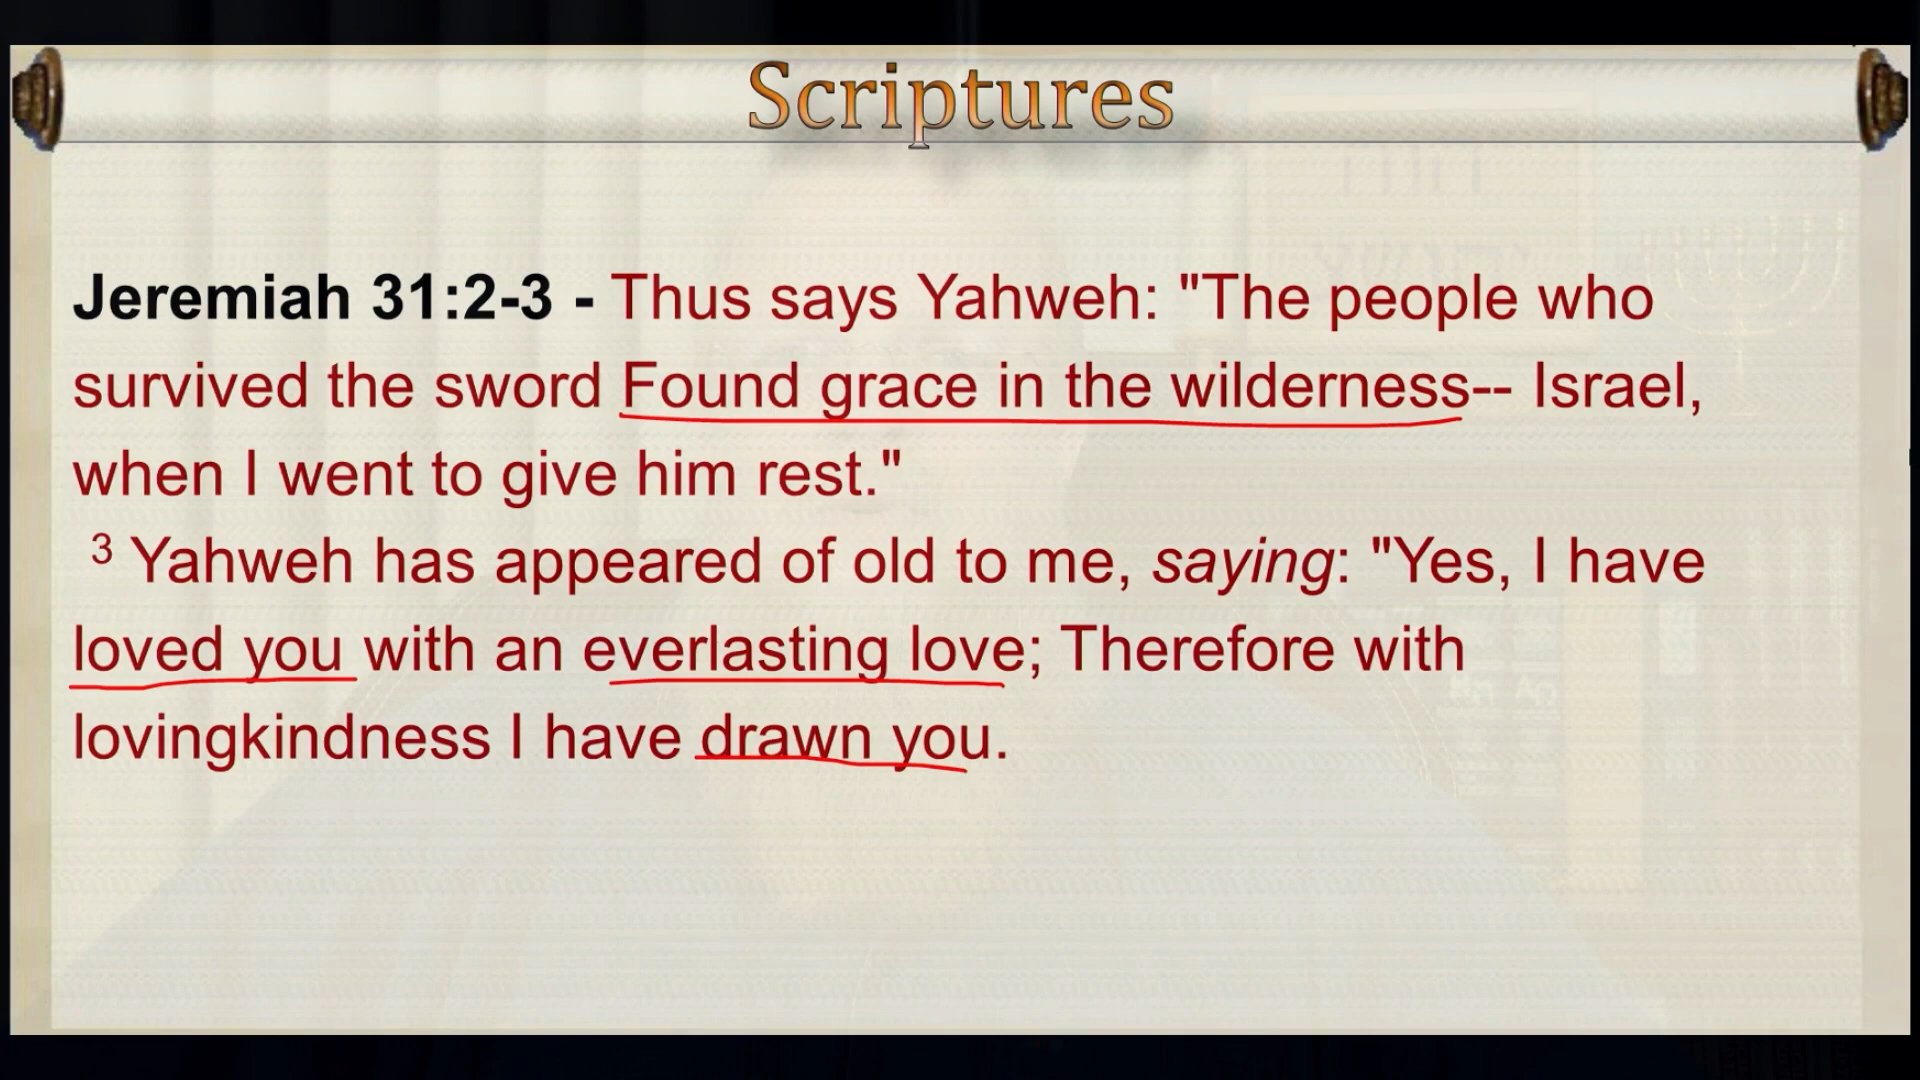 Scriptures
Jeremiah 31:2-3 - Thus says Yahweh: "The people who
survived the sword Found grace in the wilderness-- Israel,
when I went to give him rest."
3 Yahweh has appeared of old to me, saying: "Yes, I have
loved you with an everlasting love; Therefore with
lovingkindness I have drawn you.